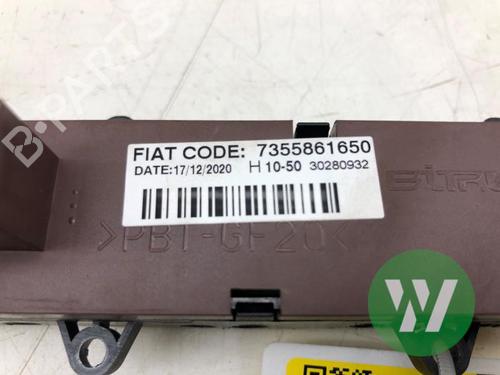 B-PARTS
FIAT CODE: 7355861650
DATE:17/12/2020 H 10-50 30280932
>PBT-GF20<
W